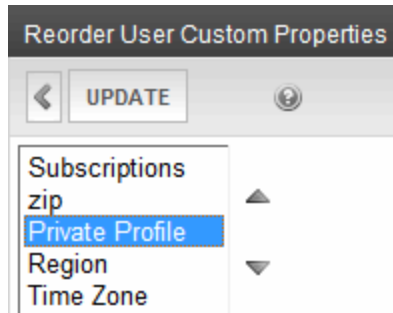 Reorder User Custom Properties
UPDATE
Subscriptions
zip
Private Profile
Region
Time Zone